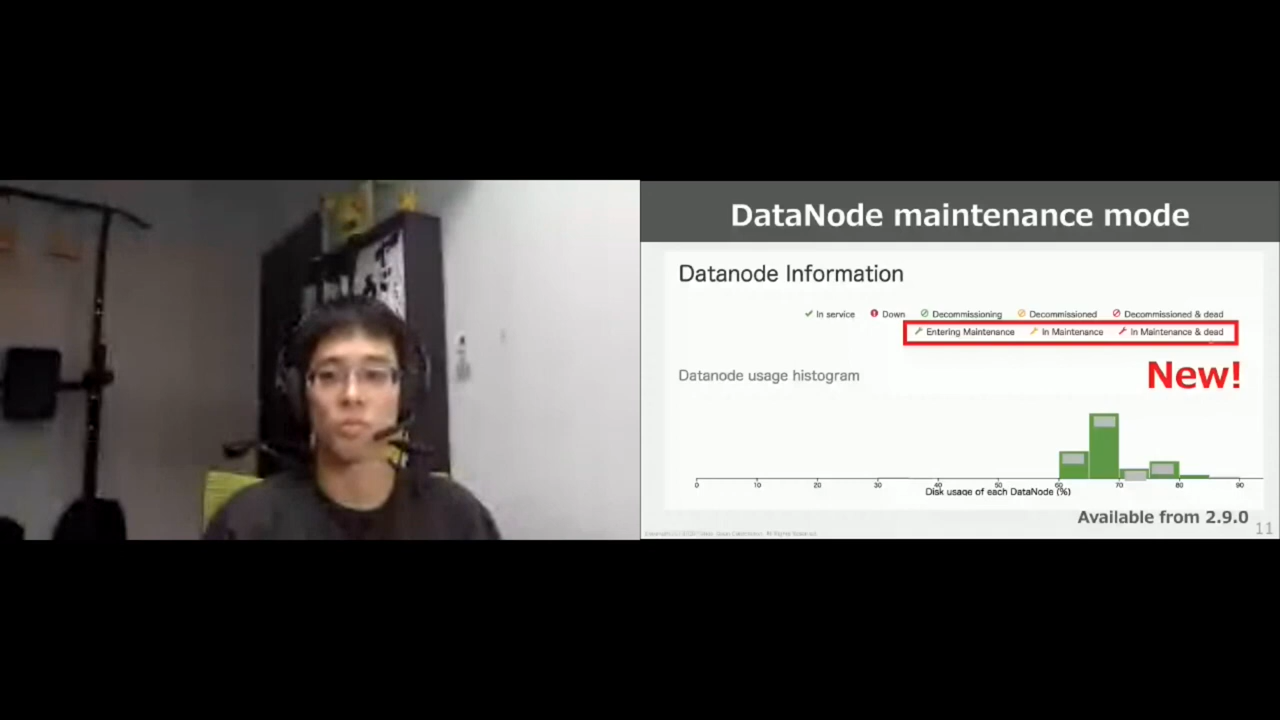 DataNode maintenance mode
Datanode Information
In service Down Decommissioning Decommissioned Decommissioned & dead
Entering Maintenance In Maintenance In Maintenance & dead
New!
Datanode usage histogram
0 10 20 30 40 50 60 70 80 90
Disk usage of each DataNode (%)
Available from 2.9.0
11